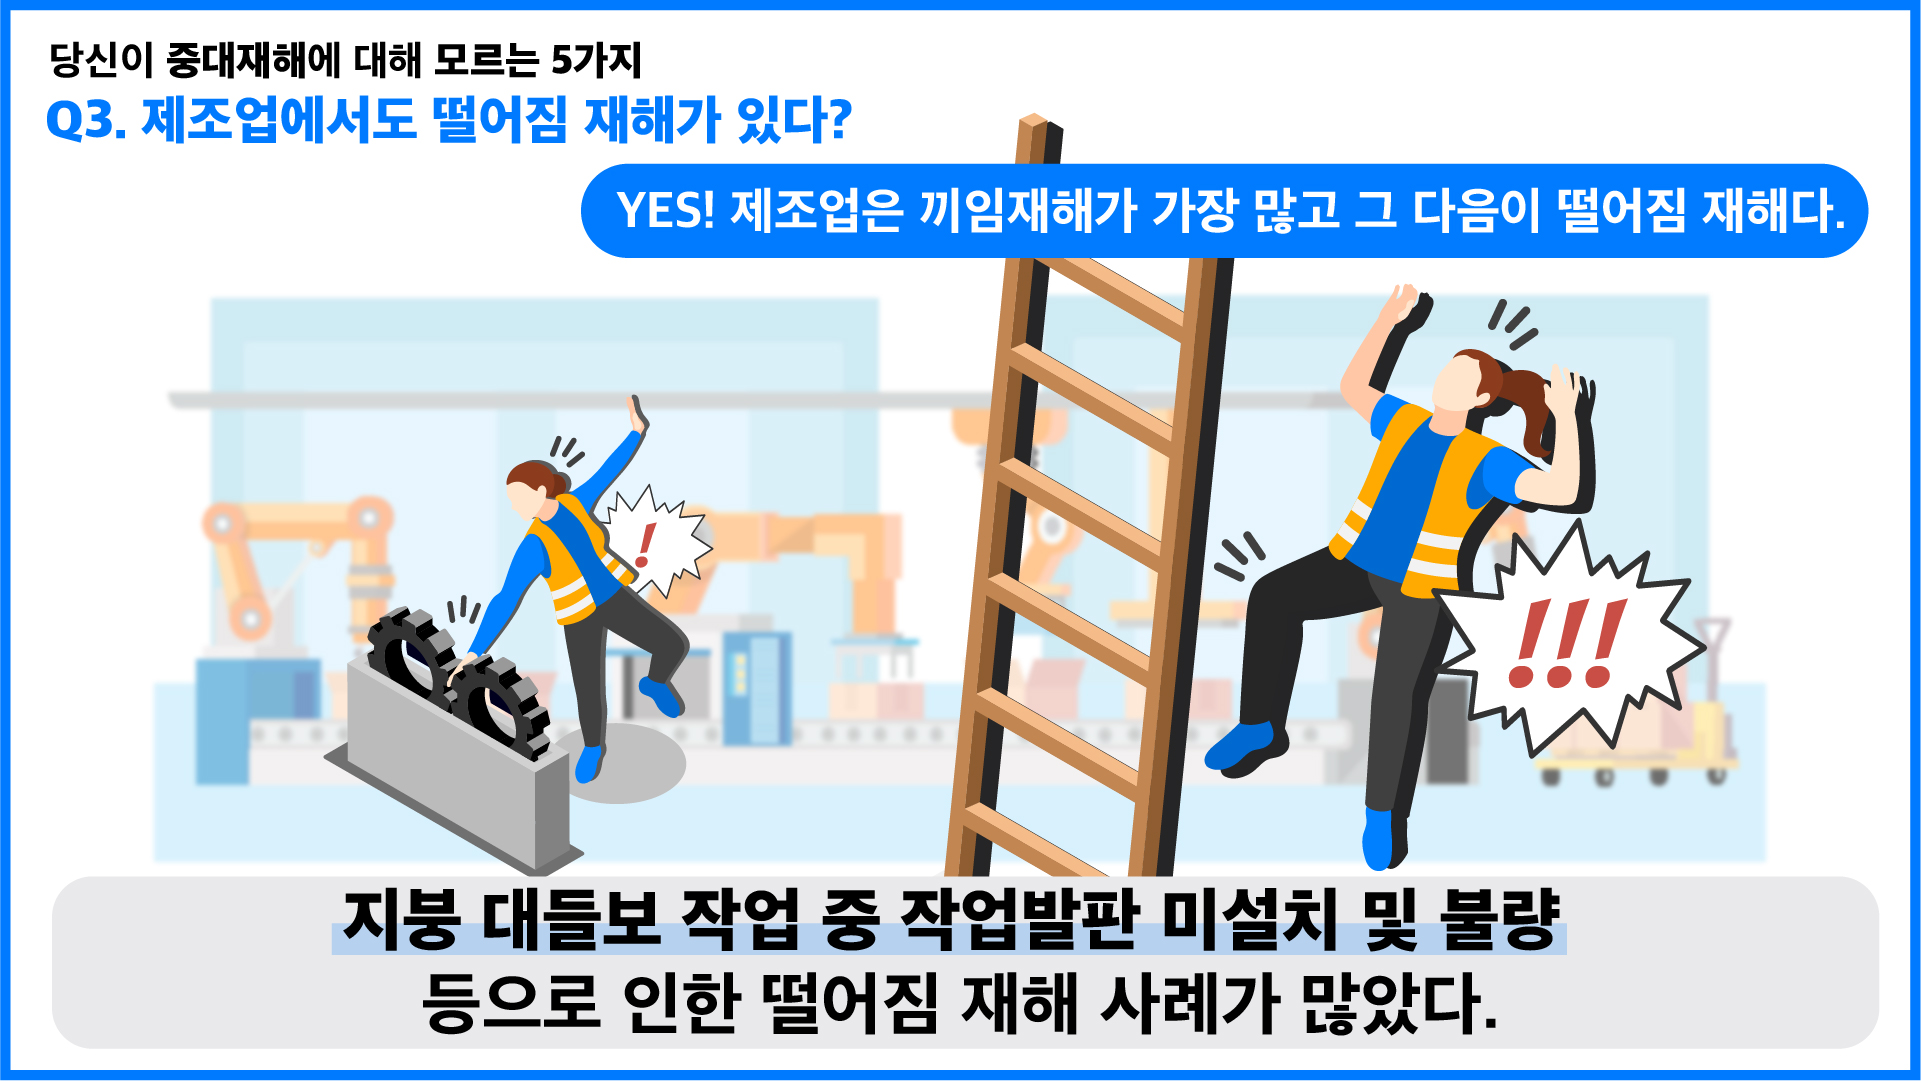 당신이 중대재해에 대해 모르는 5가지
Q3. 제조업에서도 떨어짐 재해가 있다?
YES! 제조업은 끼임재해가 가장 많고 그 다음이 떨어짐 재해다.
!
!!!
지붕 대들보 작업 중 작업발판 미설치 및 불량
등으로 인한 떨어짐 재해 사례가 많았다.